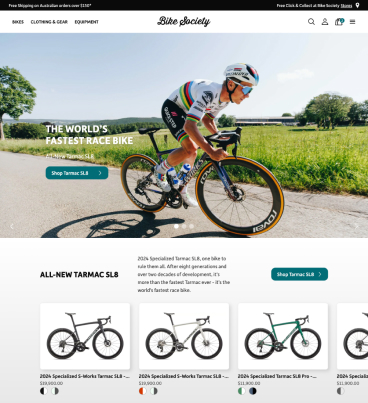 Free Shipping on Australian orders over $150*
Free Click & Collect at Bike Society Stores
BIKES CLOTHING & GEAR EQUIPMENT
Bike Society
THE WORLD'S
FASTEST RACE BIKE
All-New Tarmac SL8
Shop Tarmac SL8
ALL-NEW TARMAC SL8
2024 Specialized Tarmac SL8, one bike to
rule them all. After eight generations and
over two decades of development, it's
more than the fastest Tarmac ever - it's the
world's fastest race bike.
Shop Tarmac SL8
2024 Specialized S-Works Tarmac SL8 -...
$19,900.00
2024 Specialized S-Works Tarmac SL8 -...
$19,900.00
2024 Specialized Tarmac SL8 Pro -...
$11,900.00
2024 Speciali
$11,900.00